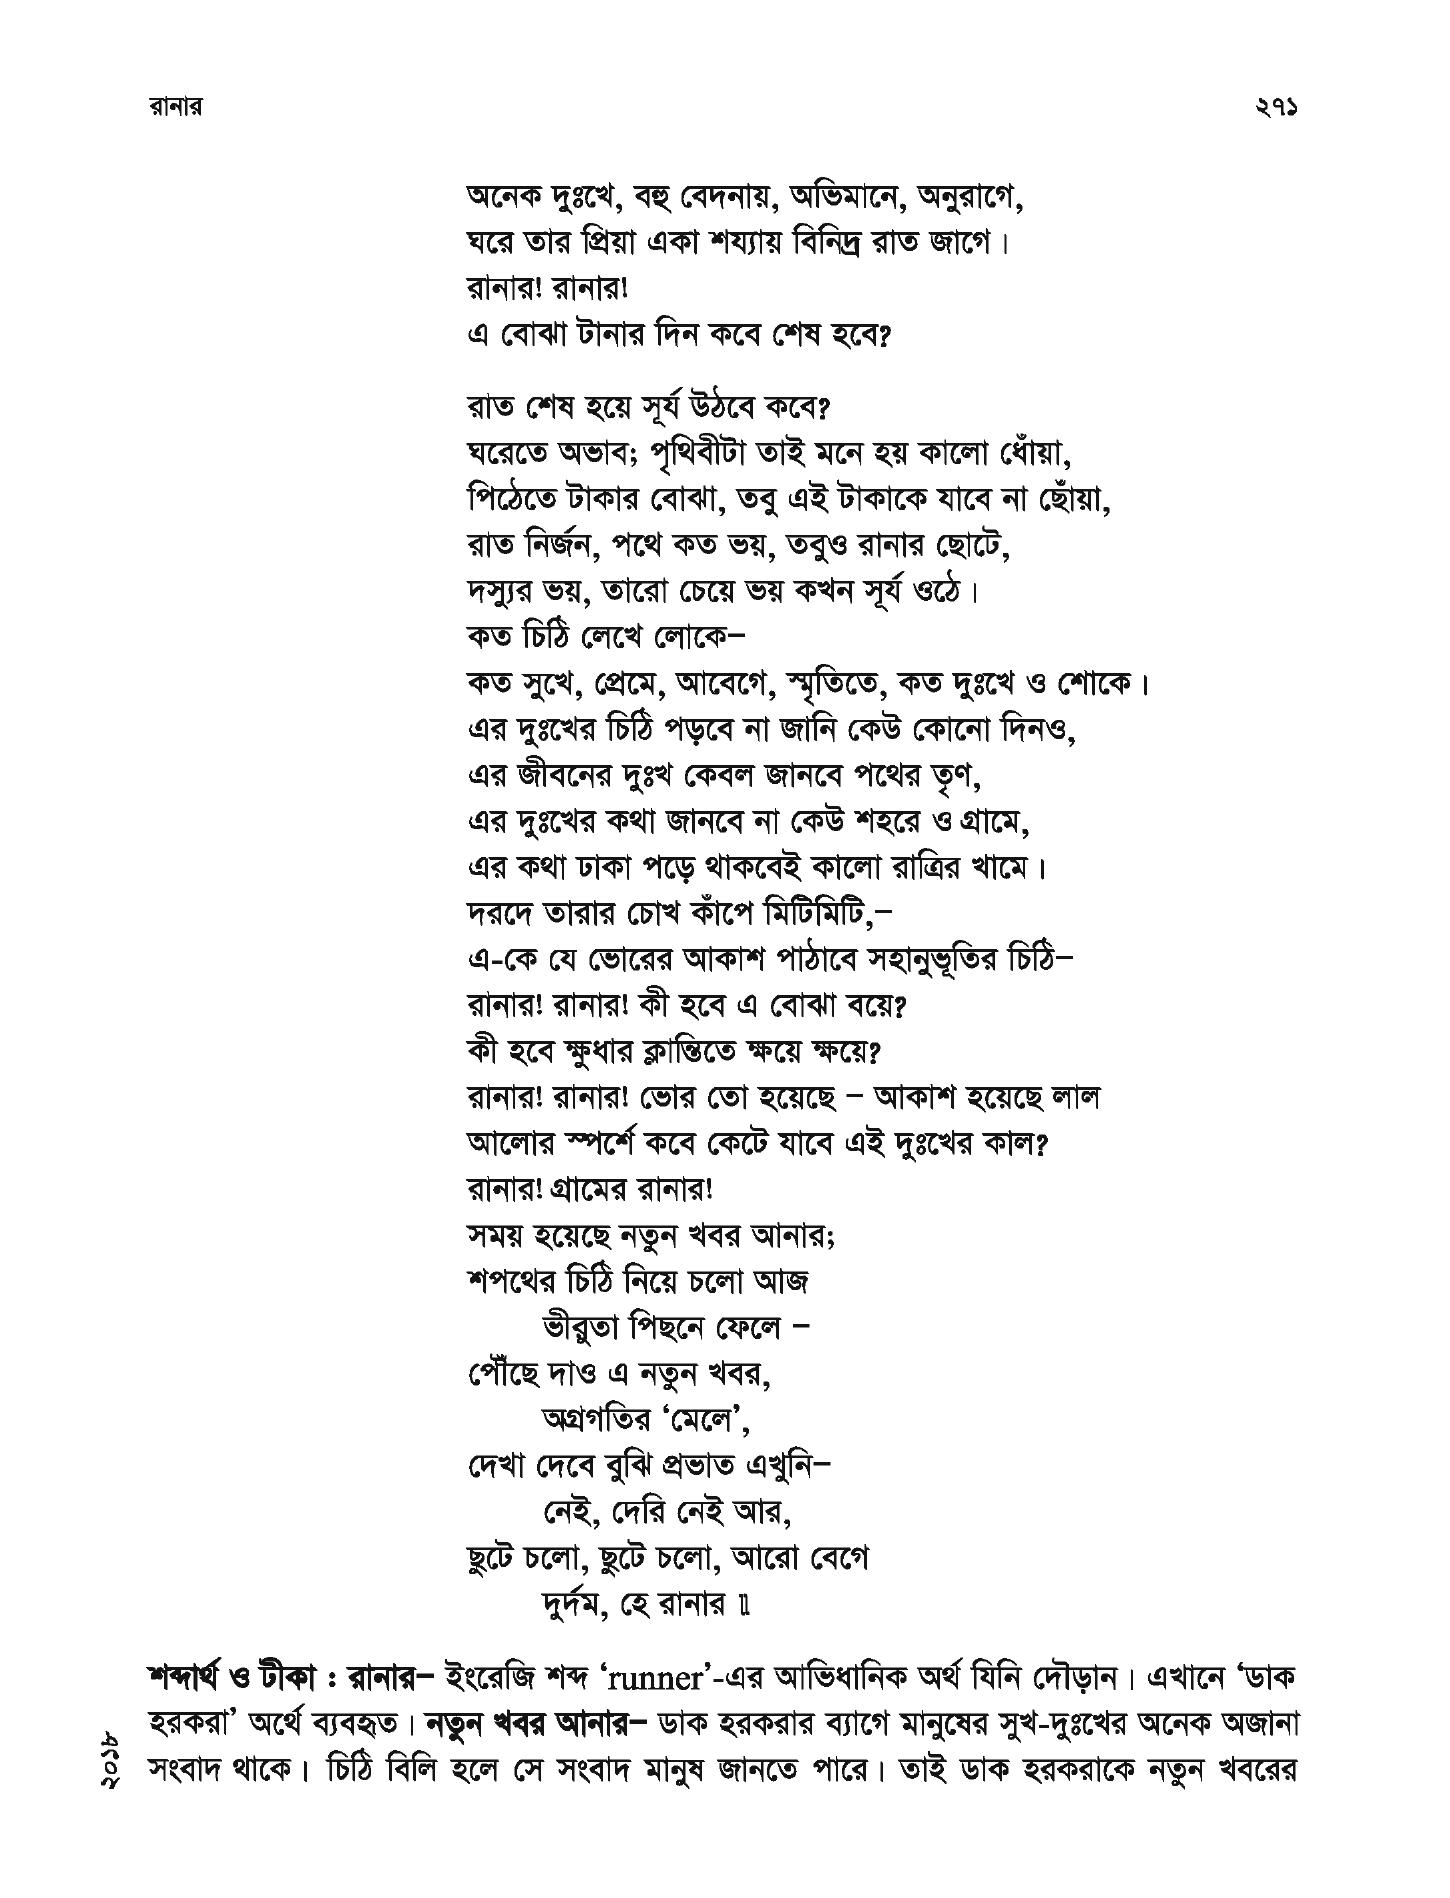 রানার ২৭১
অনেক দুঃখে, বহু বেদনায়, অভিমানে, অনুরাগে,
ঘরে তার প্রিয়া একা শয্যায় বিনিদ্র রাত জাগে।
রানার! রানার!
এ বোঝা টানার দিন কবে শেষ হবে?
রাত শেষ হয়ে সূর্য উঠবে কবে?
ঘরেতে অভাব; পৃথিবীটা তাই মনে হয় কালো ধোঁয়া,
পিঠেতে টাকার বোঝা, তবু এই টাকাকে যাবে না ছোঁয়া,
রাত নির্জন, পথে কত ভয়, তবুও রানার ছোটে,
দস্যুর ভয়, তারো চেয়ে ভয় কখন সূর্য ওঠে।
কত চিঠি লেখে লোকে–
কত সুখে, প্রেমে, আবেগে, স্মৃতিতে, কত দুঃখে ও শোকে।
এর দুঃখের চিঠি পড়বে না জানি কেউ কোনো দিনও,
এর জীবনের দুঃখ কেবল জানবে পথের তৃণ,
এর দুঃখের কথা জানবে না কেউ শহরে ও গ্রামে,
এর কথা ঢাকা পড়ে থাকবেই কালো রাত্রির খামে।
দরদে তারার চোখ কাঁপে মিটিমিটি,–
এ-কে যে ভোরের আকাশ পাঠাবে সহানুভূতির চিঠি–
রানার! রানার! কী হবে এ বোঝা বয়ে?
কী হবে ক্ষুধার ক্লান্তিতে ক্ষয়ে ক্ষয়ে?
রানার! রানার! ভোর তো হয়েছে – আকাশ হয়েছে লাল
আলোর স্পর্শে কবে কেটে যাবে এই দুঃখের কাল?
রানার! গ্রামের রানার!
সময় হয়েছে নতুন খবর আনার;
শপথের চিঠি নিয়ে চলো আজ
ভীরুতা পিছনে ফেলে –
পৌঁছে দাও এ নতুন খবর,
অগ্রগতির ‘মেলে’,
দেখা দেবে বুঝি প্রভাত এখুনি–
নেই, দেরি নেই আর,
ছুটে চলো, ছুটে চলো, আরো বেগে
দুর্দম, হে রানার ॥
শব্দার্থ ও টীকা : রানার– ইংরেজি শব্দ ‘runner’-এর আভিধানিক অর্থ যিনি দৌড়ান। এখানে ‘ডাক
হরকরা’ অর্থে ব্যবহৃত। নতুন খবর আনার– ডাক হরকরার ব্যাগে মানুষের সুখ-দুঃখের অনেক অজানা
সংবাদ থাকে। চিঠি বিলি হলে সে সংবাদ মানুষ জানতে পারে। তাই ডাক হরকরাকে নতুন খবরের
২০১৮